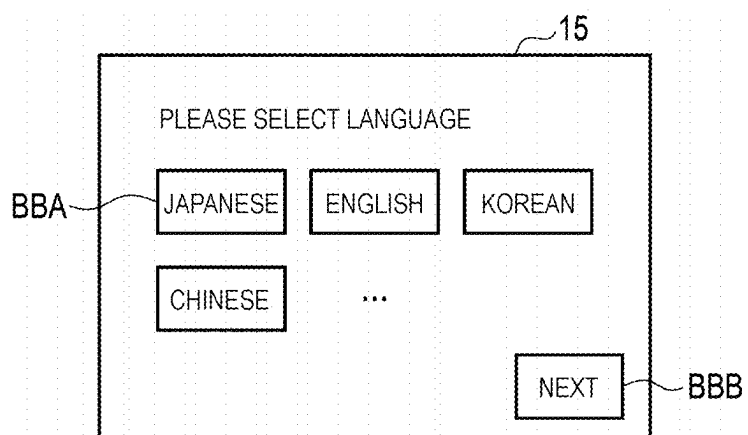 15
PLEASE SELECT LANGUAGE
BBA JAPANESE ENGLISH KOREAN
CHINESE ...
NEXT BBB